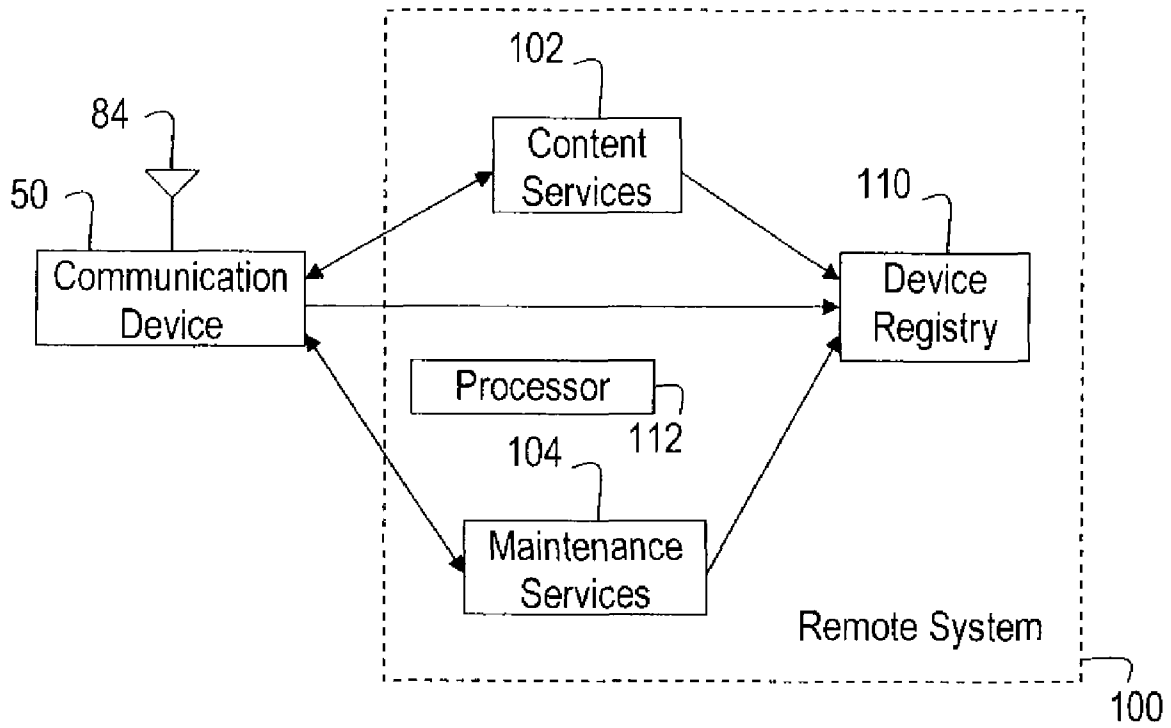 102
84
Content
Services
50
110
Communication
Device
Device
Registry
Processor
112
104
Maintenance
Services
Remote System
100